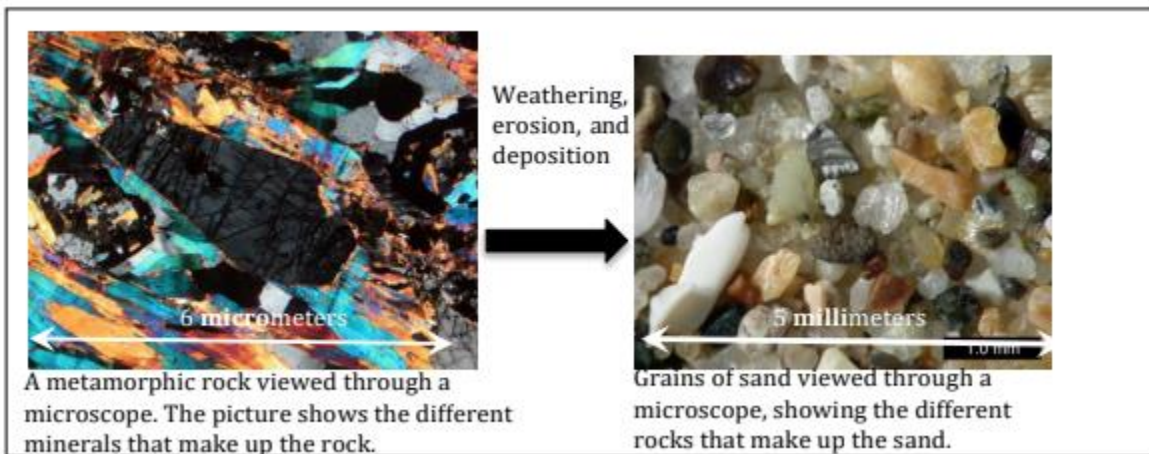 Weathering,
erosion, and
deposition
6 micrometers
5 millimeters
1.0 mm
A metamorphic rock viewed through a
microscope. The picture shows the different
minerals that make up the rock.
Grains of sand viewed through a
microscope, showing the different
rocks that make up the sand.